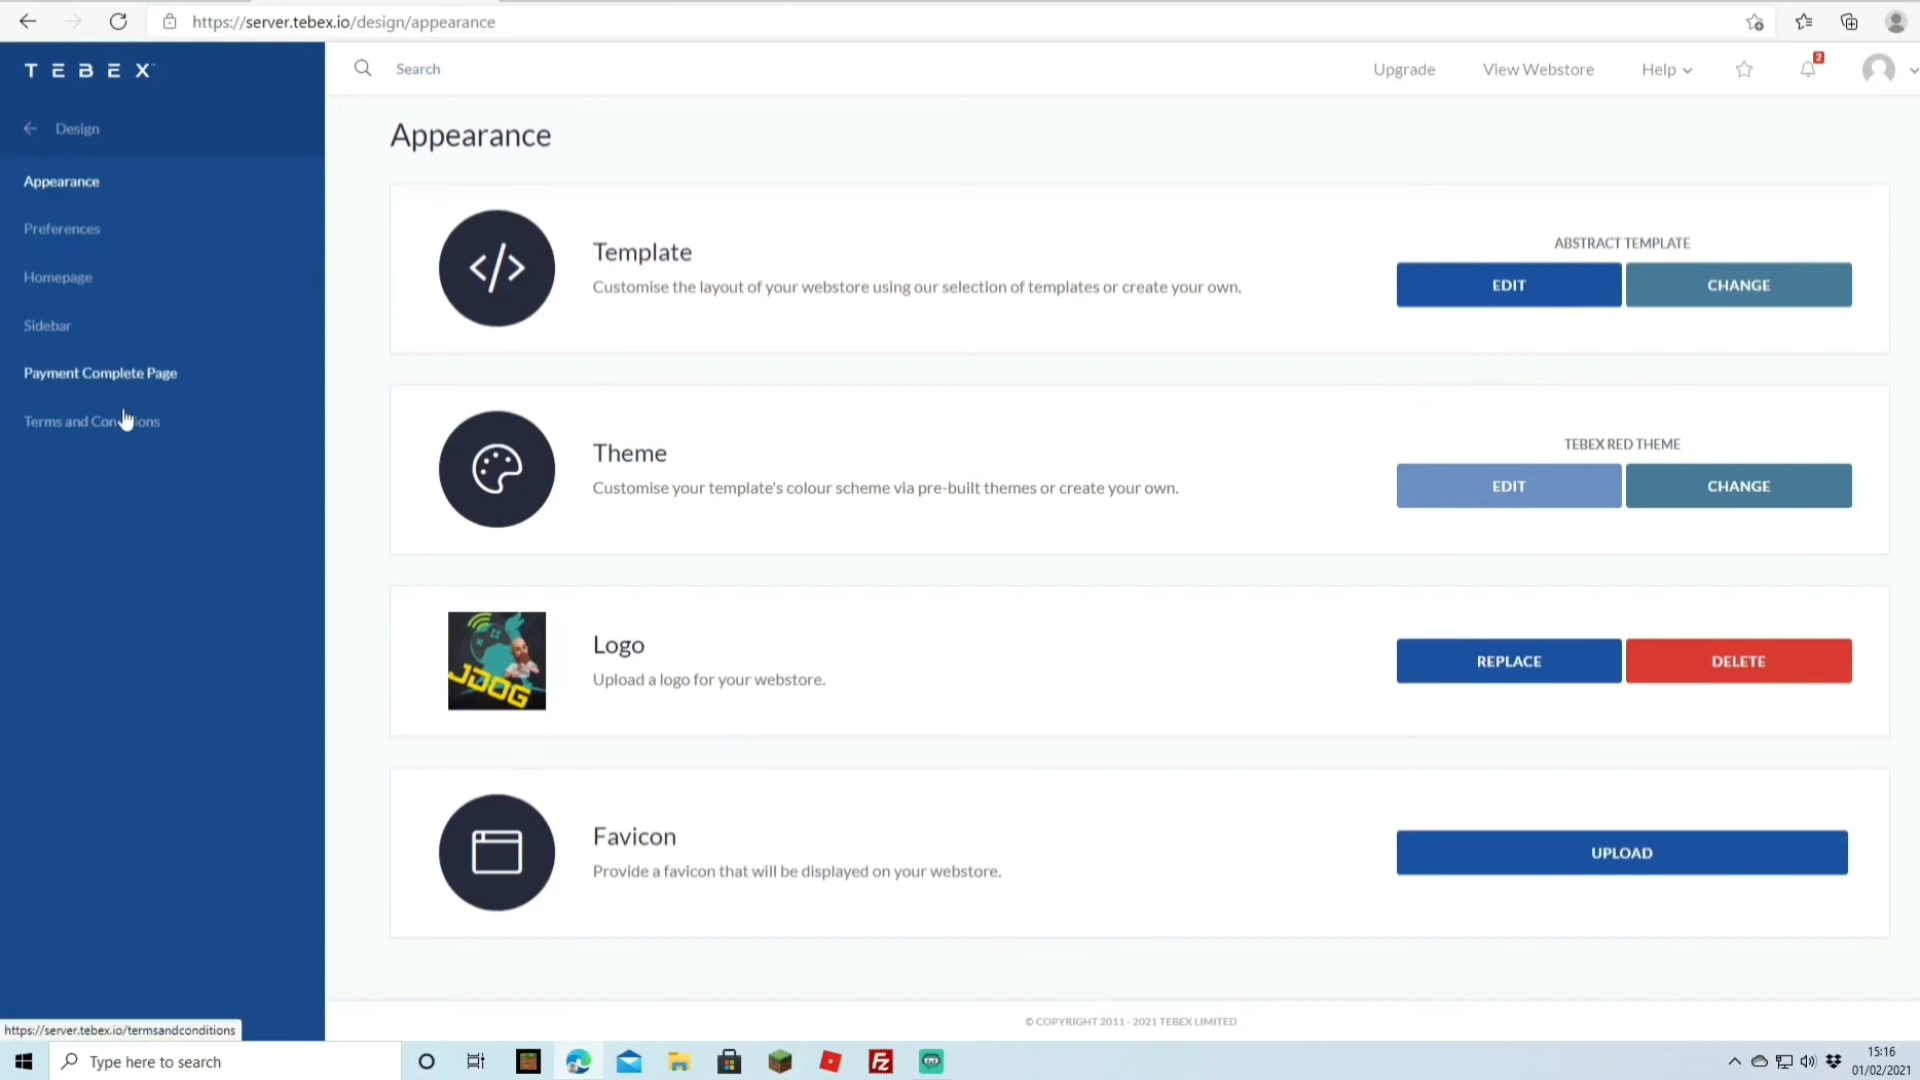 https://server.tebex.io/design/appearance
TEBEX
Search
Upgrade
View Webstore
Help
2
Design
Appearance
Preferences
Homepage
Sidebar
Payment Complete Page
Terms and Conditions
Appearance
Template
Customise the layout of your webstore using our selection of templates or create your own.
ABSTRACT TEMPLATE
EDIT
CHANGE
Theme
Customise your template's colour scheme via pre-built themes or create your own.
TEBEX RED THEME
EDIT
CHANGE
JDOG
Logo
Upload a logo for your webstore.
REPLACE
DELETE
Favicon
Provide a favicon that will be displayed on your webstore.
UPLOAD
© COPYRIGHT 2011 - 2021 TEBEX LIMITED
https://server.tebex.io/termsandconditions
Type here to search
FZ
15:16
01/02/2021